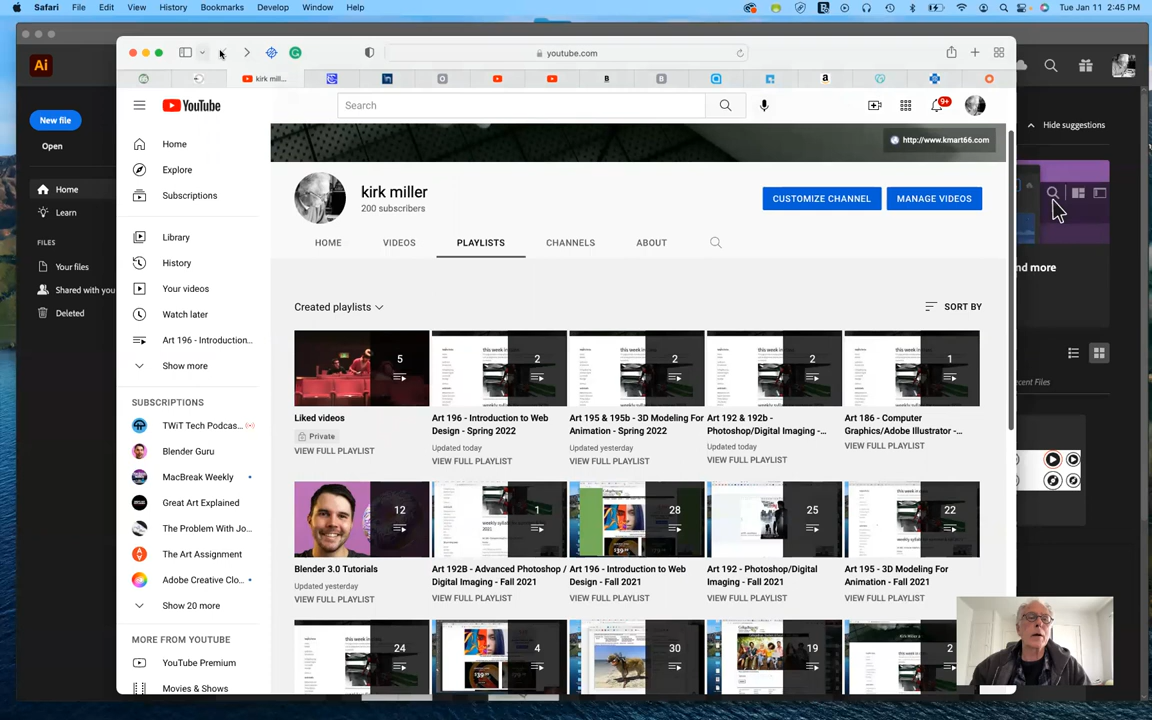 Safari File Edit View History Bookmarks Develop Window Help
Tue Jan 11 2:45 PM
youtube.com
kirk mill...
Ai
New file
Open
Home
Learn
FILES
Your files
Shared with you
Deleted
Hide suggestions
nd more
cent Files
YouTube
Search
9+
Home
Explore
Subscriptions
Library
History
Your videos
Watch later
Art 196 - Introduction...
Show more
SUBSCRIPTIONS
TWiT Tech Podcas...
Blender Guru
MacBreak Weekly
Great Art Explained
The Problem With Jo...
The Art Assignment
Adobe Creative Clo...
Show 20 more
MORE FROM YOUTUBE
YouTube Premium
Movies & Shows
http://www.kmart66.com
kirk miller
200 subscribers
CUSTOMIZE CHANNEL
MANAGE VIDEOS
HOME VIDEOS PLAYLISTS CHANNELS ABOUT
Created playlists
SORT BY
5
Liked videos
Private
VIEW FULL PLAYLIST
2
Art 196 - Introduction to Web
Design - Spring 2022
Updated today
VIEW FULL PLAYLIST
2
Art 195 & 195b - 3D Modeling For
Animation - Spring 2022
Updated yesterday
VIEW FULL PLAYLIST
2
Art 192 & 192b -
Photoshop/Digital Imaging -...
Updated today
VIEW FULL PLAYLIST
1
Art 186 - Computer
Graphics/Adobe Illustrator -...
VIEW FULL PLAYLIST
12
Blender 3.0 Tutorials
Updated yesterday
VIEW FULL PLAYLIST
1
Art 192B - Advanced Photoshop /
Digital Imaging - Fall 2021
VIEW FULL PLAYLIST
28
Art 196 - Introduction to Web
Design - Fall 2021
VIEW FULL PLAYLIST
25
Art 192 - Photoshop/Digital
Imaging - Fall 2021
VIEW FULL PLAYLIST
22
Art 195 - 3D Modeling For
Animation - Fall 2021
VIEW FULL PLAYLIST
24
4
30
19
2